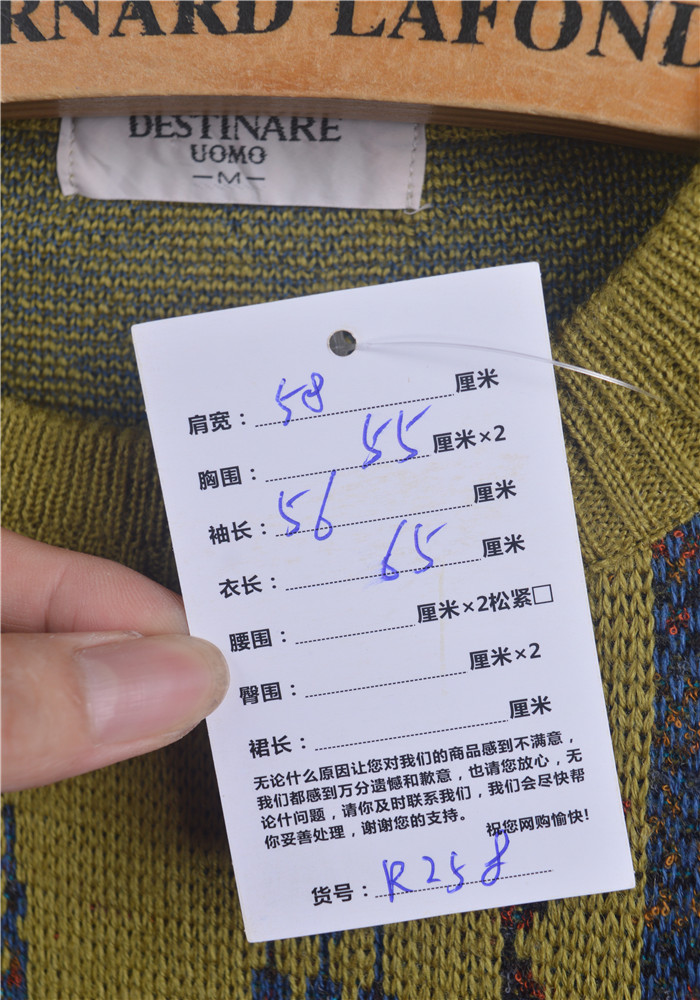 RNARD LAFOND
DESTINARE
UOMO
—M—
肩宽：58厘米
胸围：55厘米×2
袖长：56厘米
衣长：65厘米
腰围：厘米×2松紧□
臀围：厘米×2
裙长：厘米
无论什么原因让您对我们的商品感到不满意，
我们都感到万分遗憾和歉意，也请您放心，无
论什问题，请你及时联系我们，我们会尽快帮
你妥善处理，谢谢您的支持。
祝您网购愉快!
货号：R258